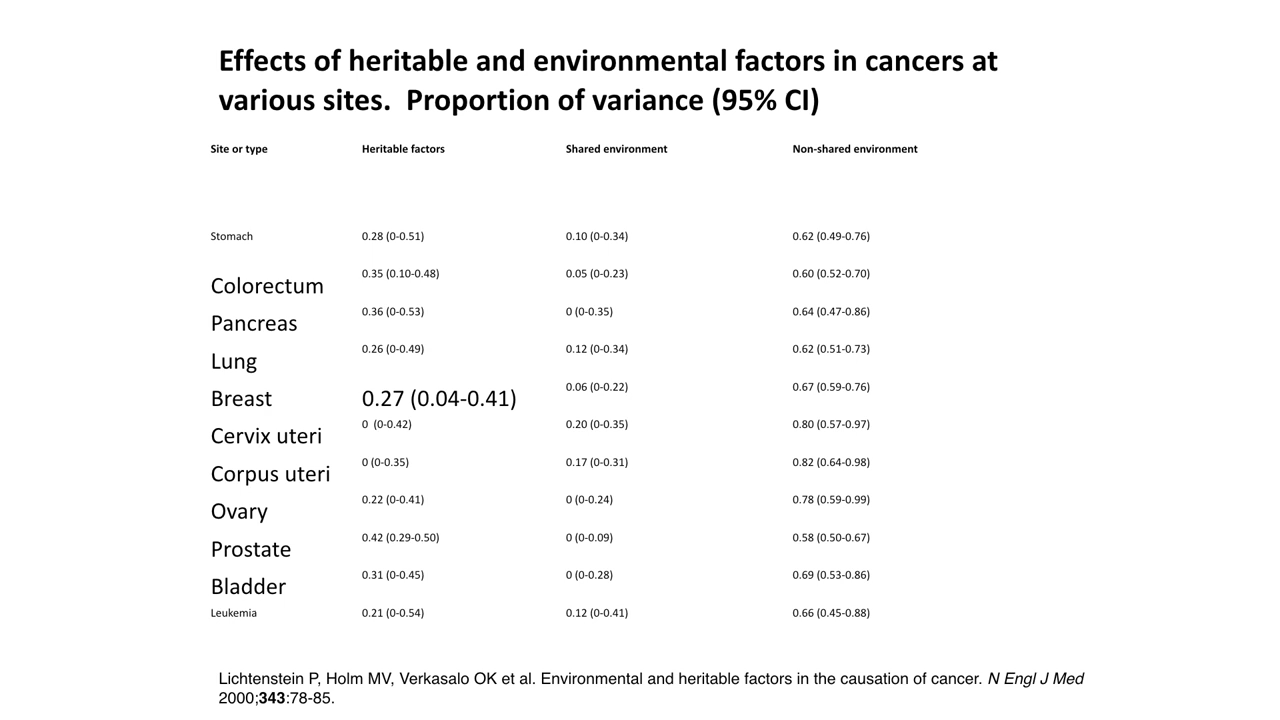 Effects of heritable and environmental factors in cancers at
various sites.  Proportion of variance (95% CI)
Site or type Heritable factors Shared environment Non-shared environment
Stomach 0.28 (0-0.51) 0.10 (0-0.34) 0.62 (0.49-0.76)
Colorectum 0.35 (0.10-0.48) 0.05 (0-0.23) 0.60 (0.52-0.70)
Pancreas 0.36 (0-0.53) 0 (0-0.35) 0.64 (0.47-0.86)
Lung 0.26 (0-0.49) 0.12 (0-0.34) 0.62 (0.51-0.73)
Breast 0.27 (0.04-0.41) 0.06 (0-0.22) 0.67 (0.59-0.76)
Cervix uteri 0  (0-0.42) 0.20 (0-0.35) 0.80 (0.57-0.97)
Corpus uteri 0 (0-0.35) 0.17 (0-0.31) 0.82 (0.64-0.98)
Ovary 0.22 (0-0.41) 0 (0-0.24) 0.78 (0.59-0.99)
Prostate 0.42 (0.29-0.50) 0 (0-0.09) 0.58 (0.50-0.67)
Bladder 0.31 (0-0.45) 0 (0-0.28) 0.69 (0.53-0.86)
Leukemia 0.21 (0-0.54) 0.12 (0-0.41) 0.66 (0.45-0.88)
Lichtenstein P, Holm MV, Verkasalo OK et al. Environmental and heritable factors in the causation of cancer. N Engl J Med
2000;343:78-85.